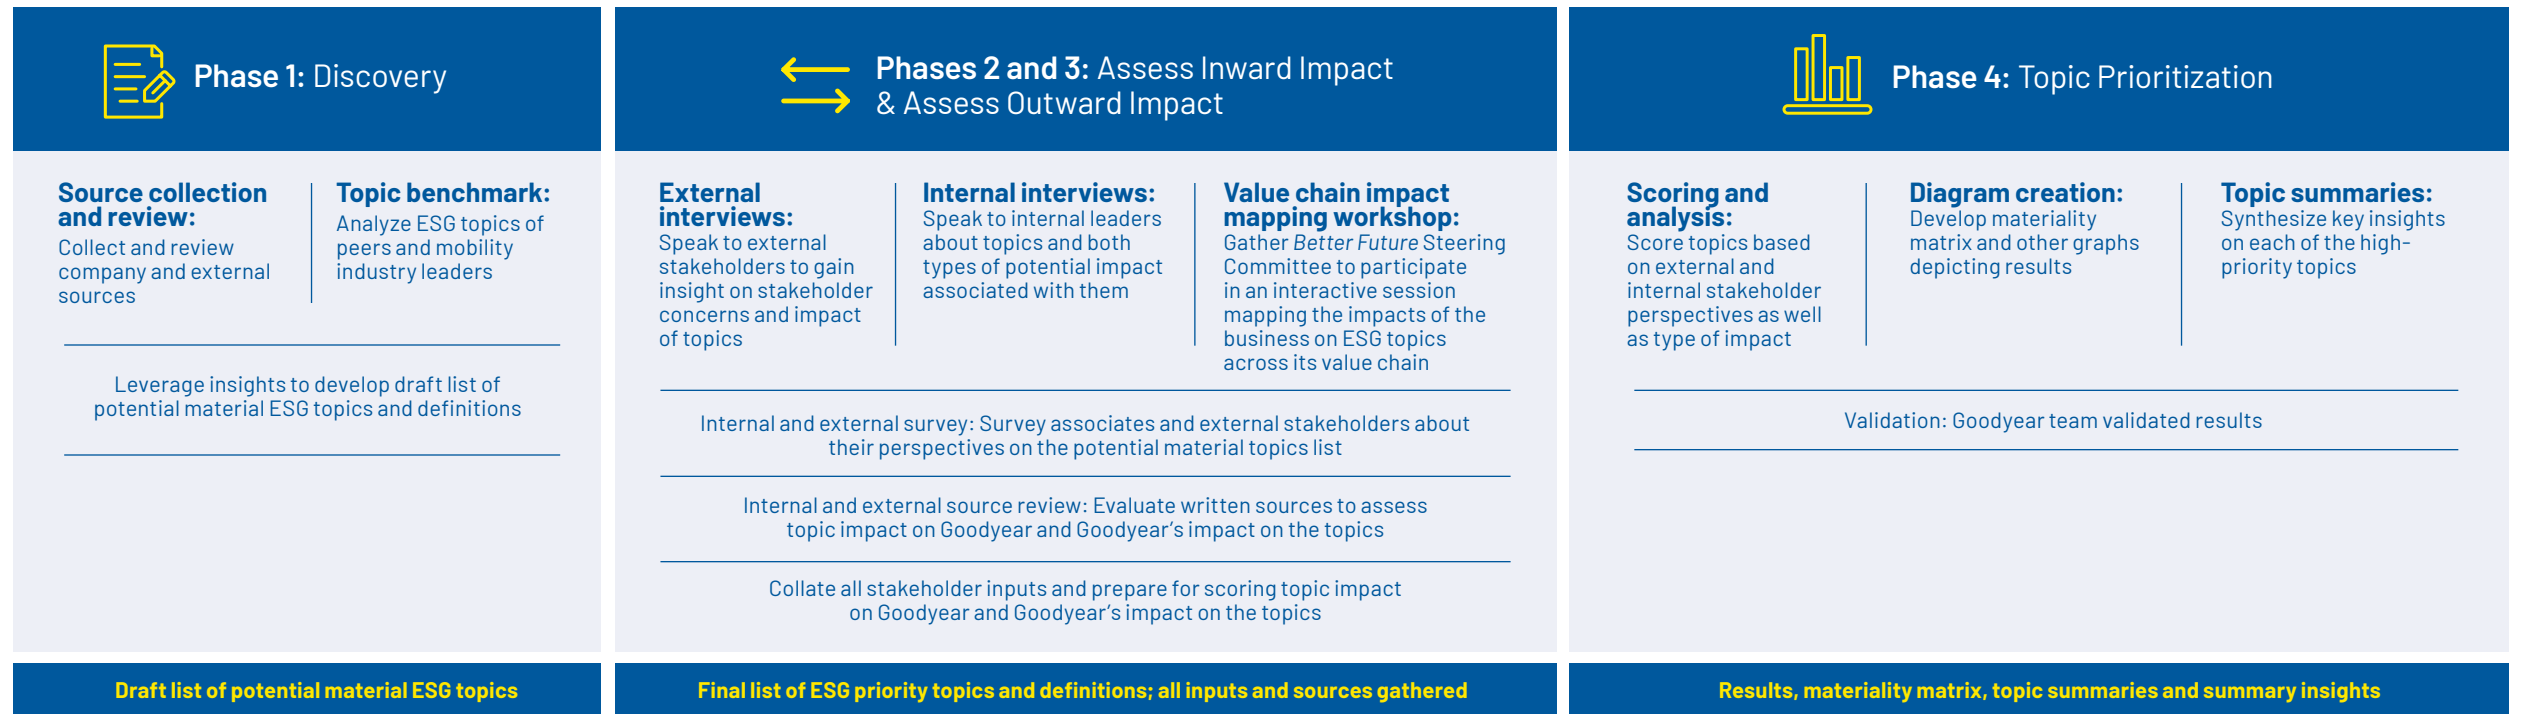 Phase 1: Discovery
Source collection
and review:
Collect and review
company and external
sources
Topic benchmark:
Analyze ESG topics of
peers and mobility
industry leaders
Leverage insights to develop draft list of
potential material ESG topics and definitions
Draft list of potential material ESG topics
Phases 2 and 3: Assess Inward Impact
& Assess Outward Impact
External
interviews:
Speak to external
stakeholders to gain
insight on stakeholder
concerns and impact
of topics
Internal interviews:
Speak to internal leaders
about topics and both
types of potential impact
associated with them
Value chain impact
mapping workshop:
Gather Better Future Steering
Committee to participate
in an interactive session
mapping the impacts of the
business on ESG topics
across its value chain
Internal and external survey: Survey associates and external stakeholders about
their perspectives on the potential material topics list
Internal and external source review: Evaluate written sources to assess
topic impact on Goodyear and Goodyear's impact on the topics
Collate all stakeholder inputs and prepare for scoring topic impact
on Goodyear and Goodyear's impact on the topics
Final list of ESG priority topics and definitions; all inputs and sources gathered
Phase 4: Topic Prioritization
Scoring and
analysis:
Score topics based
on external and
internal stakeholder
perspectives as well
as type of impact
Diagram creation:
Develop materiality
matrix and other graphs
depicting results
Topic summaries:
Synthesize key insights
on each of the high-
priority topics
Validation: Goodyear team validated results
Results, materiality matrix, topic summaries and summary insights